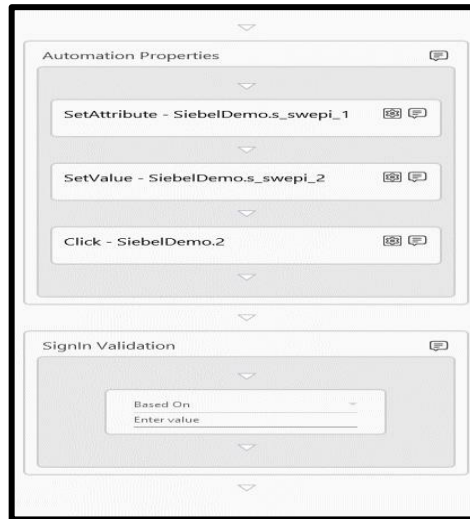 Automation Properties
SetAttribute - SiebelDemo.s_swepi_1
SetValue - SiebelDemo.s_swepi_2
Click - SiebelDemo.2
SignIn Validation
Based On
Enter value